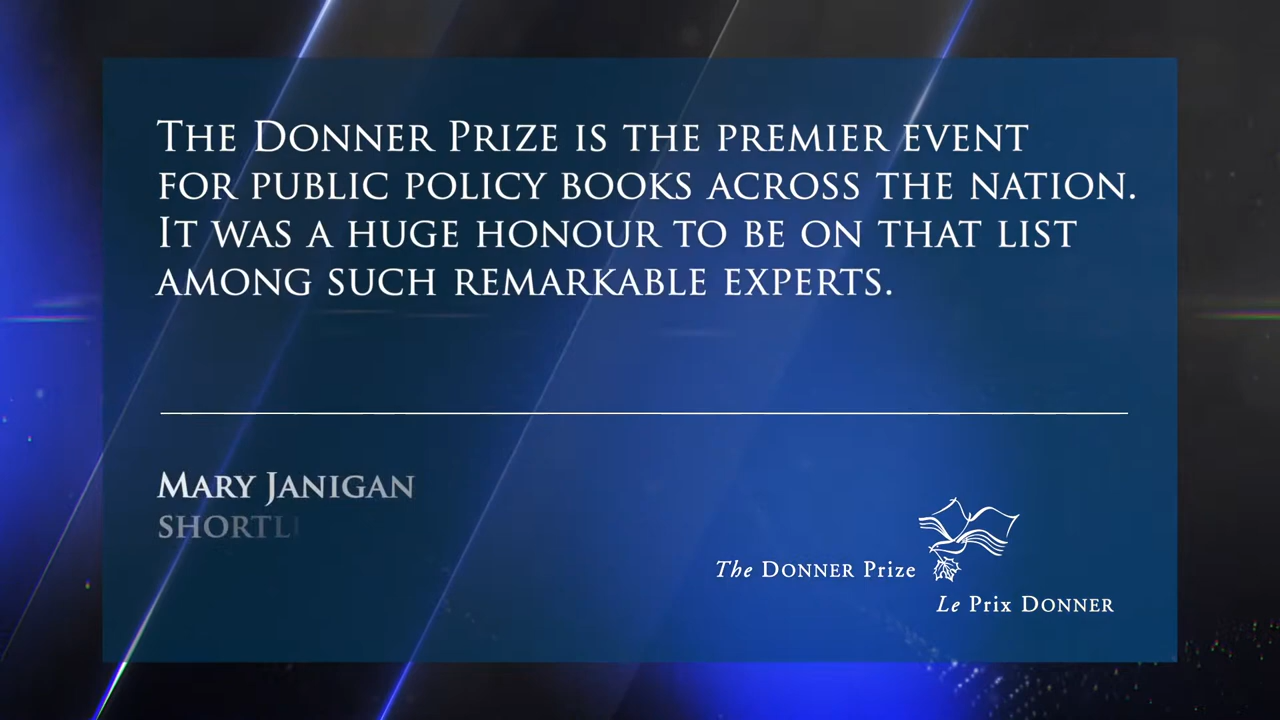 The Donner Prize is the premier event
for public policy books across the nation.
It was a huge honour to be on that list
among such remarkable experts.
Mary Janigan
The DONNER Prize
Le Prix DONNER